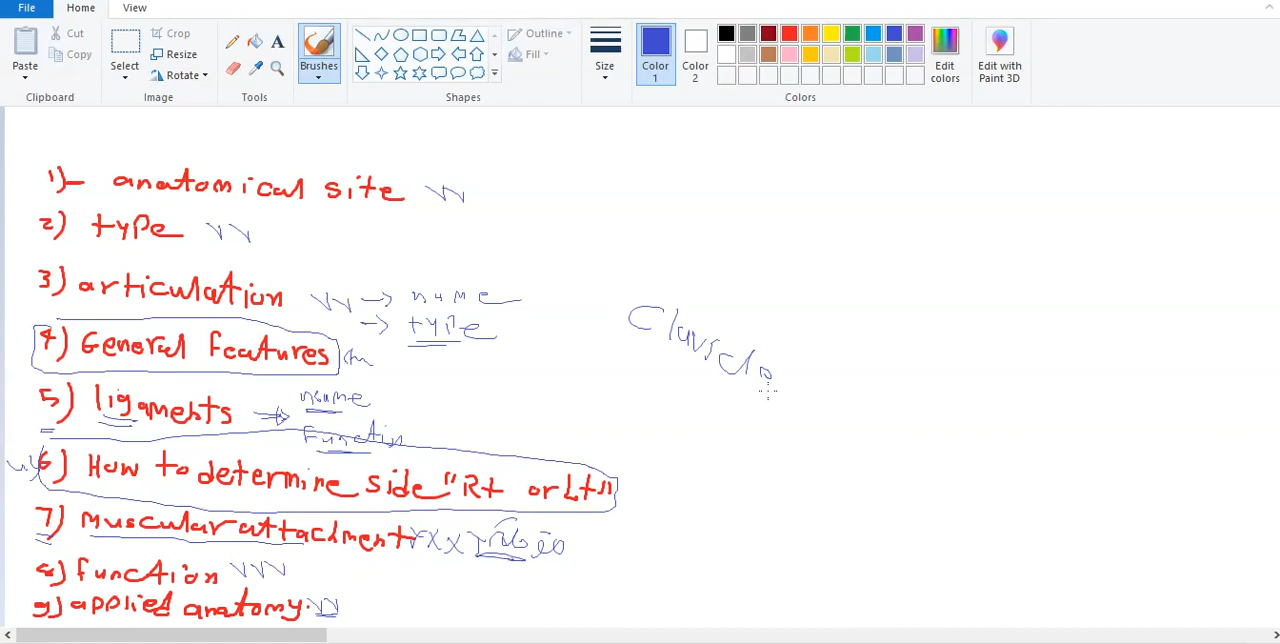 File Home View
Paste Cut Copy
Clipboard
Select Crop Resize Rotate
Image
Tools
Brushes
Outline Fill
Shapes
Size
Color 1 Color 2
Edit colors
Colors
Edit with Paint 3D
1)- anatomical site
2) type
3) articulation → name
→ type
4) General features
5) ligaments → name
Functin
6) How to determine side "Rt or Lt"
7) Muscular attachment xxx
8) function
9) applied anatomy.